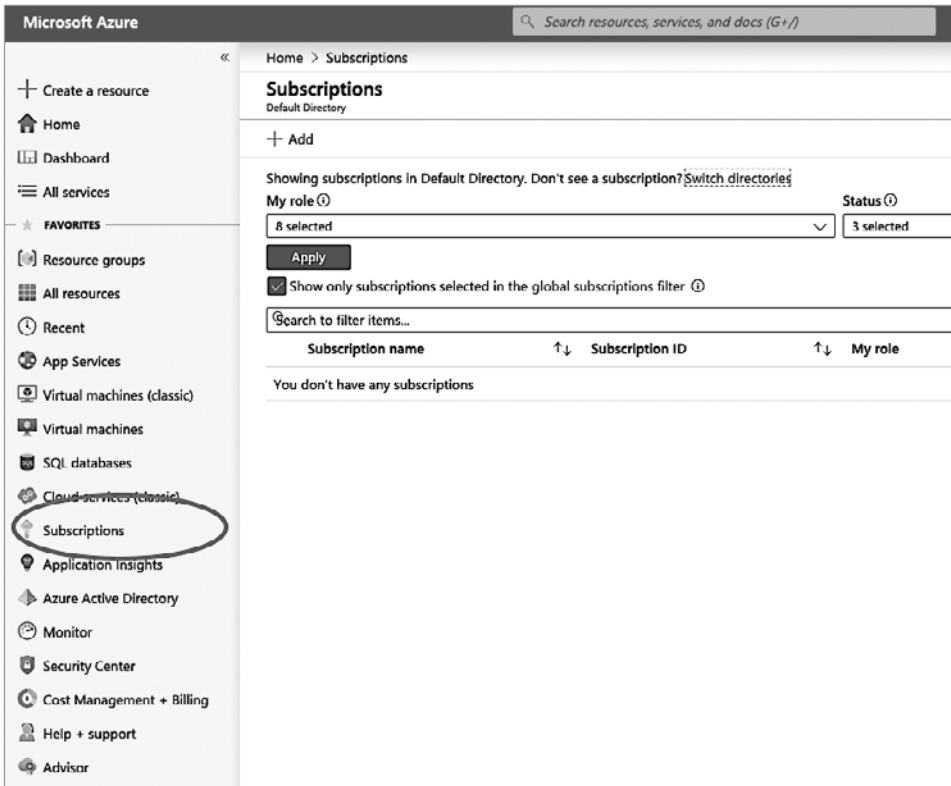 Microsoft Azure
Search resources, services, and docs (G+/)
«
Create a resource
Home
Dashboard
All services
FAVORITES
Resource groups
All resources
Recent
App Services
Virtual machines (classic)
Virtual machines
SQL databases
Cloud services (classic)
Subscriptions
Application Insights
Azure Active Directory
Monitor
Security Center
Cost Management + Billing
Help + support
Advisor
Home > Subscriptions
Subscriptions
Default Directory
+ Add
Showing subscriptions in Default Directory. Don't see a subscription? Switch directories
My role Status
8 selected 3 selected
Apply
Show only subscriptions selected in the global subscriptions filter
Search to filter items...
Subscription name ↑↓ Subscription ID ↑↓ My role
You don't have any subscriptions